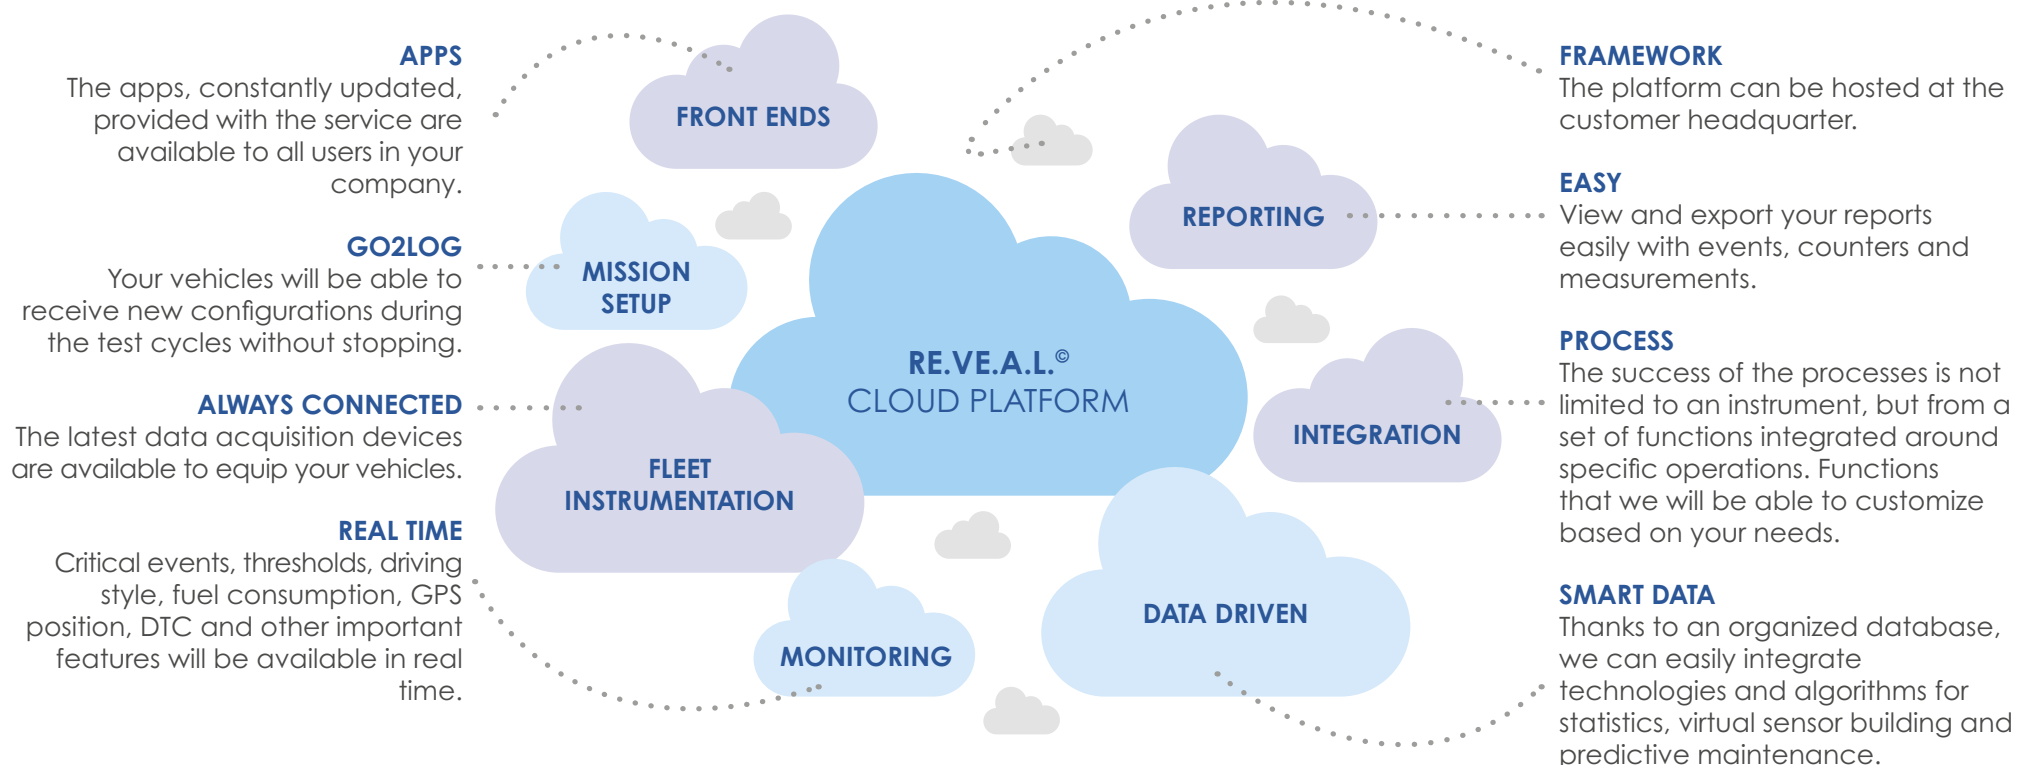 APPS
The apps, constantly updated,
provided with the service are
available to all users in your
company.
GO2LOG
Your vehicles will be able to
receive new configurations during
the test cycles without stopping.
ALWAYS CONNECTED
The latest data acquisition devices
are available to equip your vehicles.
REAL TIME
Critical events, thresholds, driving
style, fuel consumption, GPS
position, DTC and other important
features will be available in real
time.
FRONT ENDS
MISSION
SETUP
FLEET
INSTRUMENTATION
MONITORING
RE.VE.A.L.©
CLOUD PLATFORM
REPORTING
INTEGRATION
DATA DRIVEN
FRAMEWORK
The platform can be hosted at the
customer headquarter.
EASY
View and export your reports
easily with events, counters and
measurements.
PROCESS
The success of the processes is not
limited to an instrument, but from a
set of functions integrated around
specific operations. Functions
that we will be able to customize
based on your needs.
SMART DATA
Thanks to an organized database,
we can easily integrate
technologies and algorithms for
statistics, virtual sensor building and
predictive maintenance.